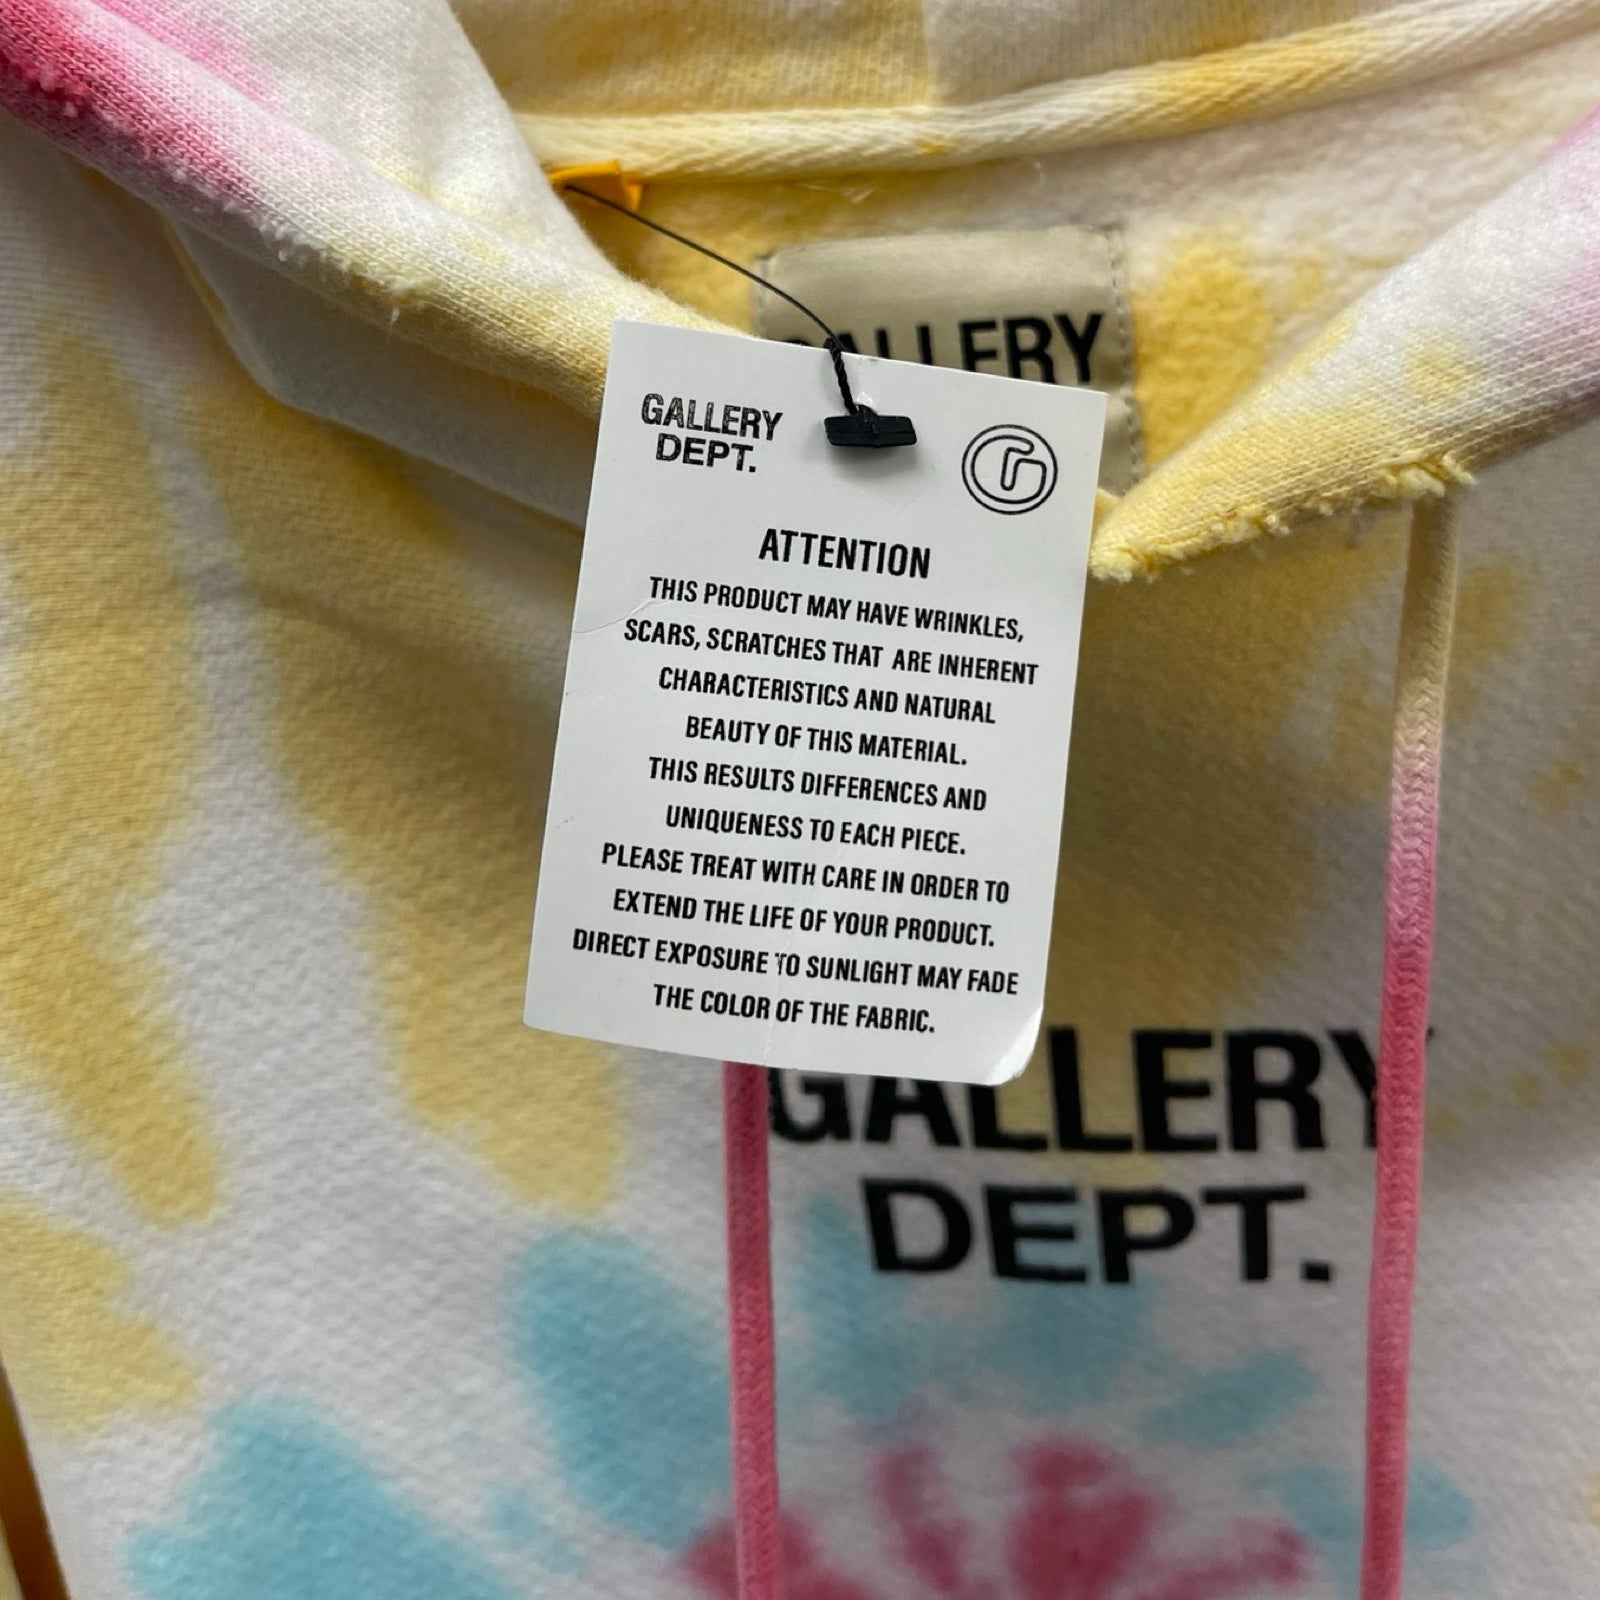 GALLERY
GALLERY
DEPT.
ATTENTION
THIS PRODUCT MAY HAVE WRINKLES,
SCARS, SCRATCHES THAT ARE INHERENT
CHARACTERISTICS AND NATURAL
BEAUTY OF THIS MATERIAL.
THIS RESULTS DIFFERENCES AND
UNIQUENESS TO EACH PIECE.
PLEASE TREAT WITH CARE IN ORDER TO
EXTEND THE LIFE OF YOUR PRODUCT.
DIRECT EXPOSURE TO SUNLIGHT MAY FADE
THE COLOR OF THE FABRIC.
GALLERY
DEPT.